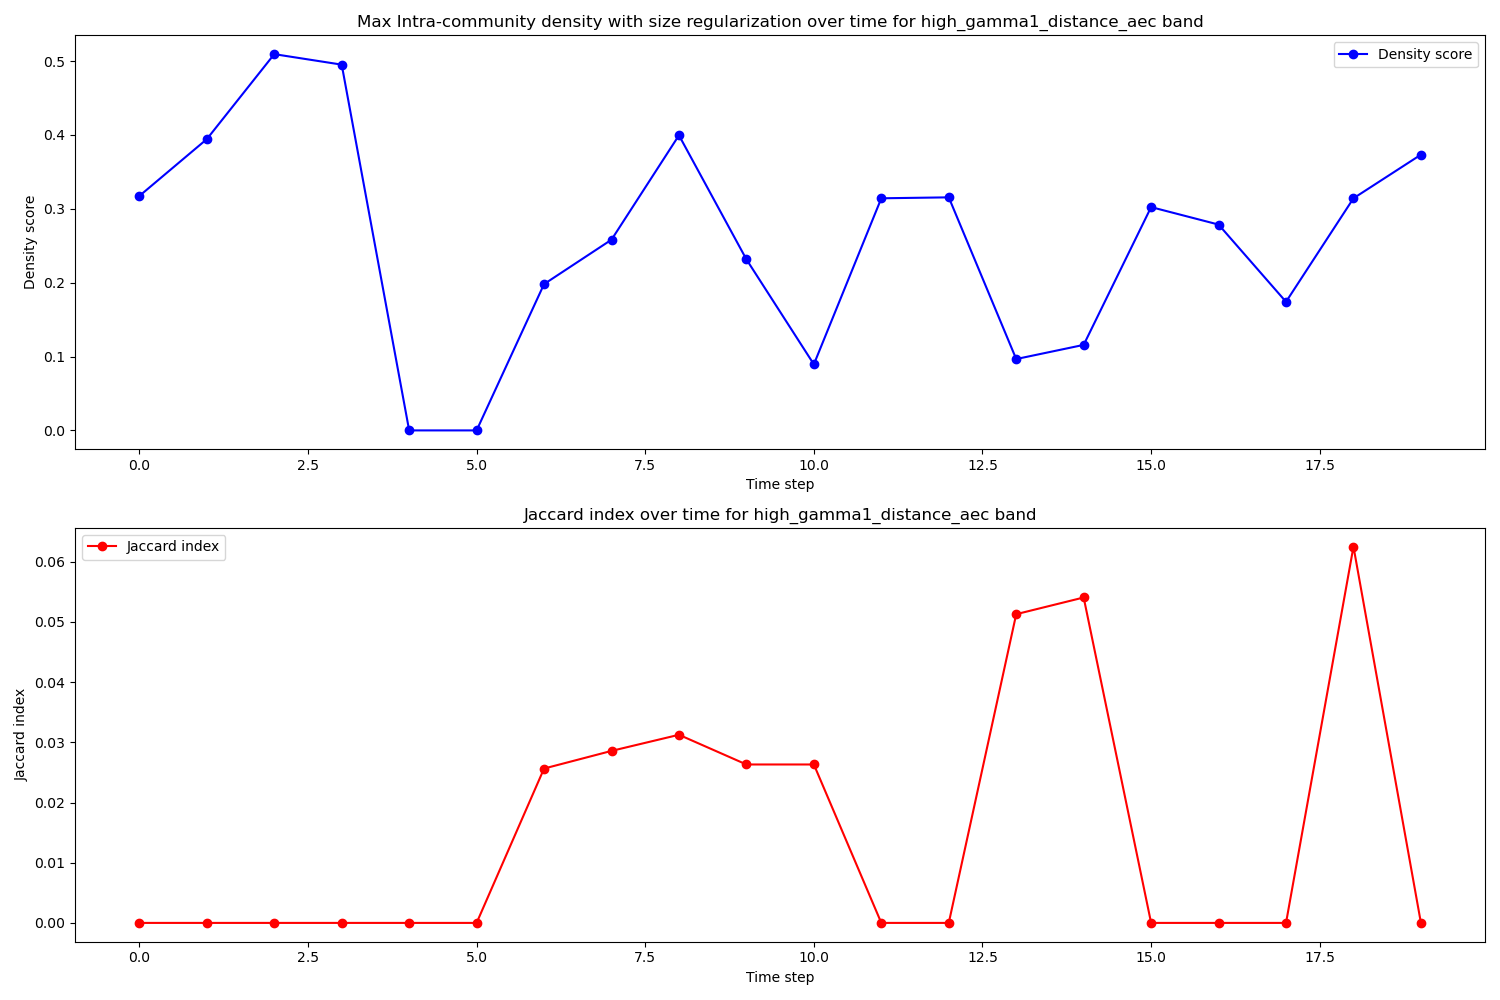 Max Intra-community density with size regularization over time for high_gamma1_distance_aec band
Density score
0.5
0.4
0.3
0.2
0.1
0.0
Density score
0.0 2.5 5.0 7.5 10.0 12.5 15.0 17.5
Time step
Jaccard index over time for high_gamma1_distance_aec band
Jaccard index
0.06
0.05
0.04
0.03
0.02
0.01
0.00
Jaccard index
0.0 2.5 5.0 7.5 10.0 12.5 15.0 17.5
Time step